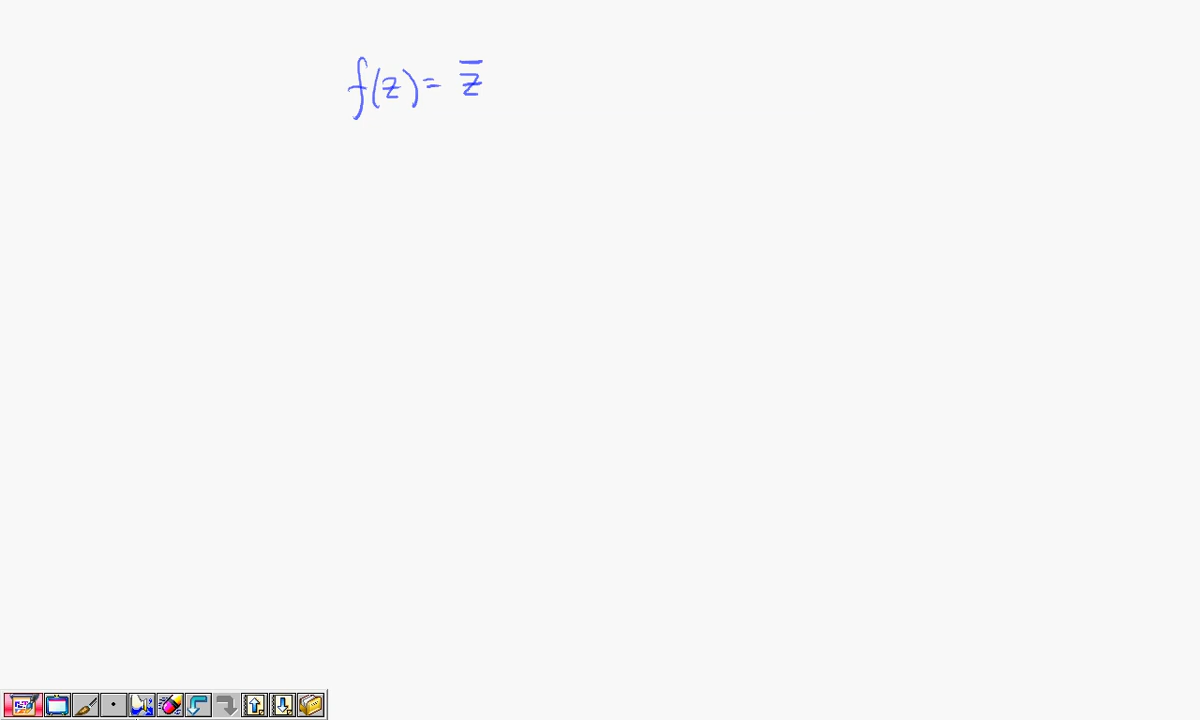 f(z) = z̄